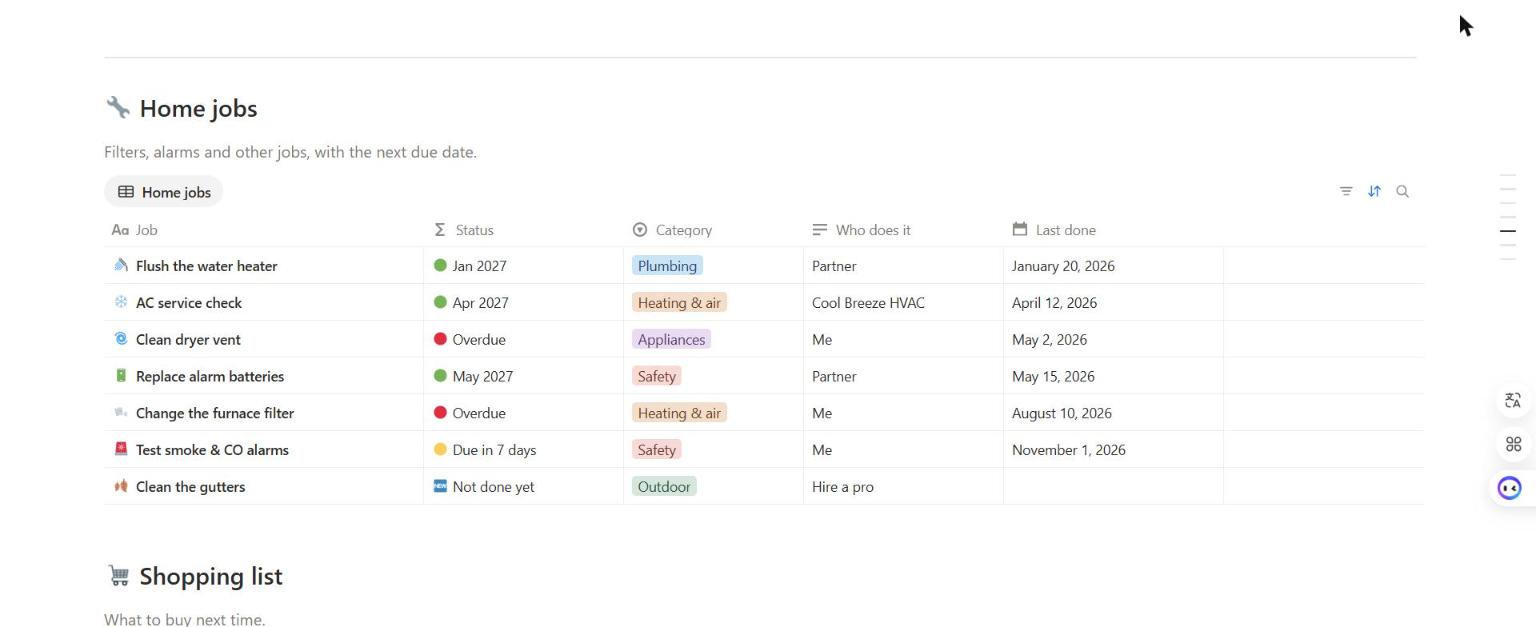 Home jobs
Filters, alarms and other jobs, with the next due date.
Home jobs
Aa Job Status Category Who does it Last done
Flush the water heater Jan 2027 Plumbing Partner January 20, 2026
AC service check Apr 2027 Heating & air Cool Breeze HVAC April 12, 2026
Clean dryer vent Overdue Appliances Me May 2, 2026
Replace alarm batteries May 2027 Safety Partner May 15, 2026
Change the furnace filter Overdue Heating & air Me August 10, 2026
Test smoke & CO alarms Due in 7 days Safety Me November 1, 2026
Clean the gutters NEW Not done yet Outdoor Hire a pro
Shopping list
What to buy next time.